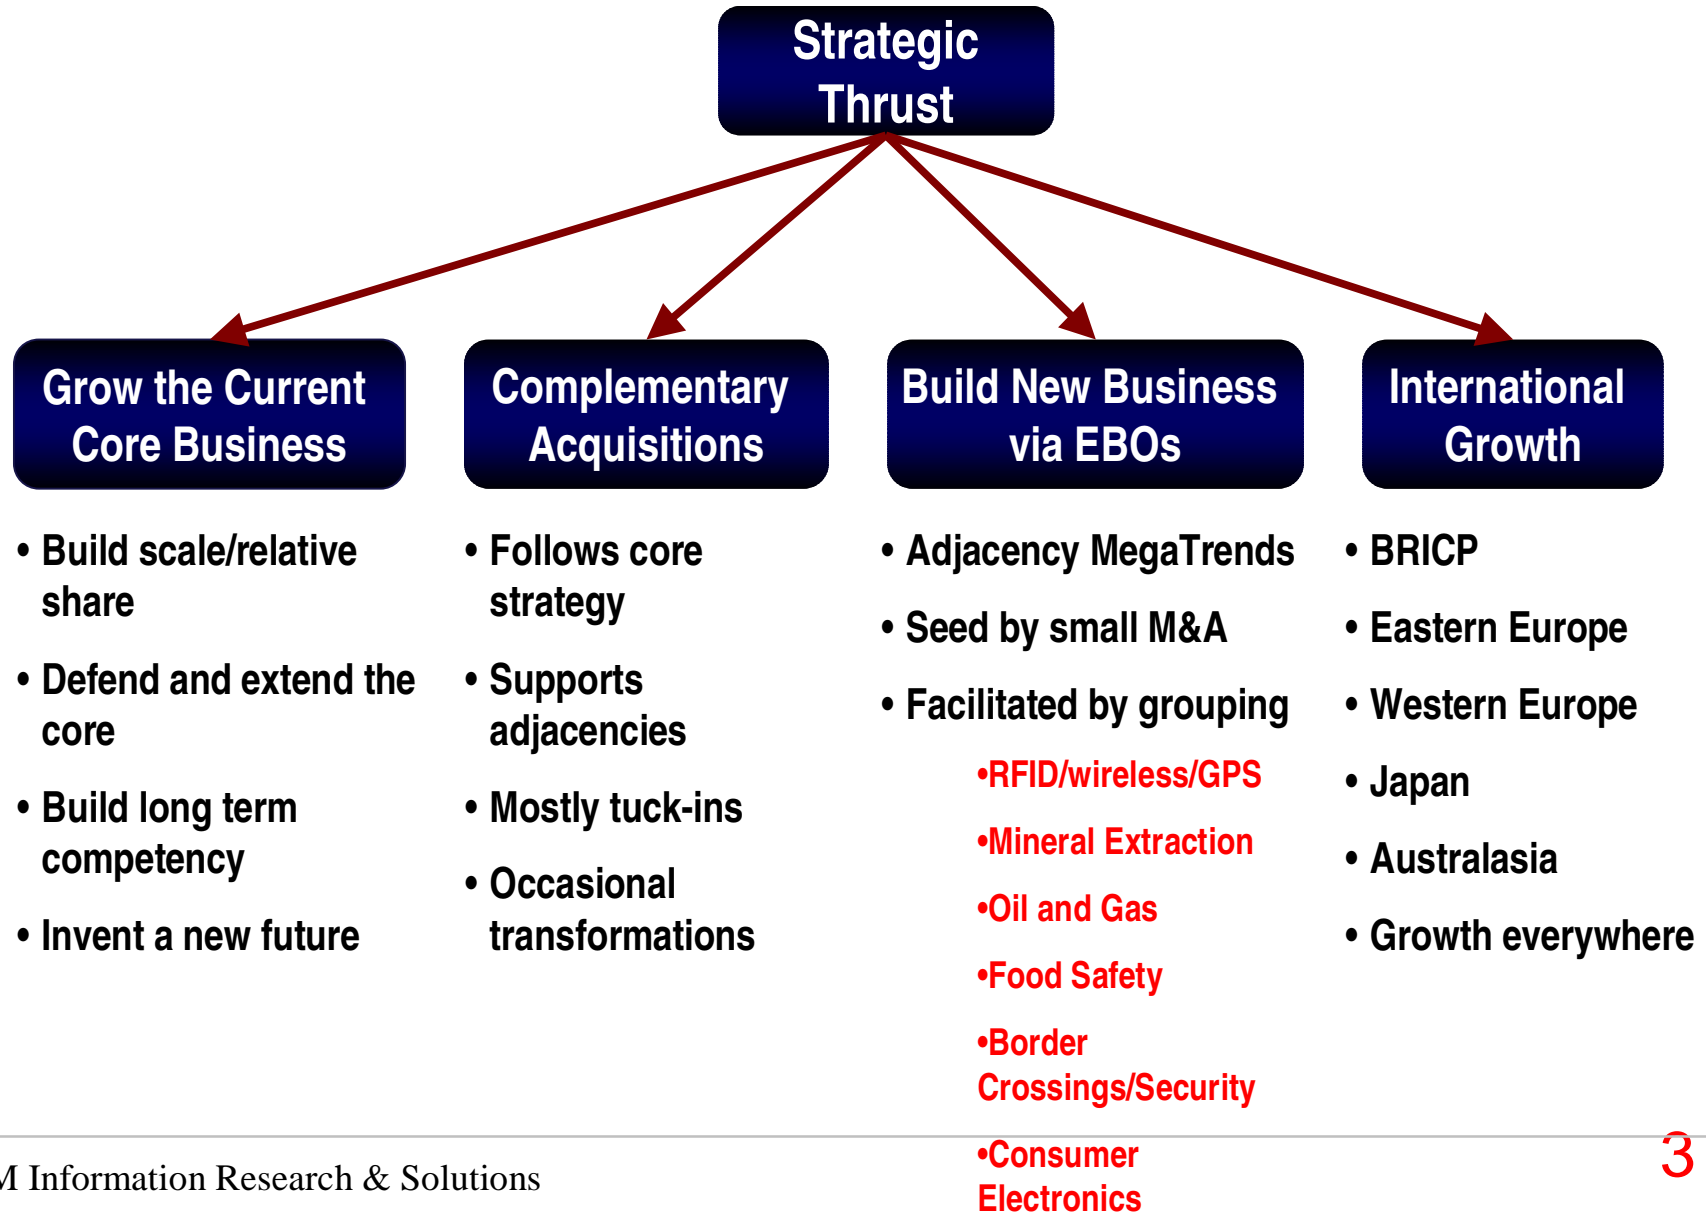 Strategic
Thrust
Grow the Current
Core Business
• Build scale/relative
share
• Defend and extend the
core
• Build long term
competency
• Invent a new future
Complementary
Acquisitions
• Follows core
strategy
• Supports
adjacencies
• Mostly tuck-ins
• Occasional
transformations
Build New Business
via EBOs
• Adjacency MegaTrends
• Seed by small M&A
• Facilitated by grouping
•RFID/wireless/GPS
•Mineral Extraction
•Oil and Gas
•Food Safety
•Border
Crossings/Security
•Consumer
Electronics
International
Growth
• BRICP
• Eastern Europe
• Western Europe
• Japan
• Australasia
• Growth everywhere
M Information Research & Solutions
3